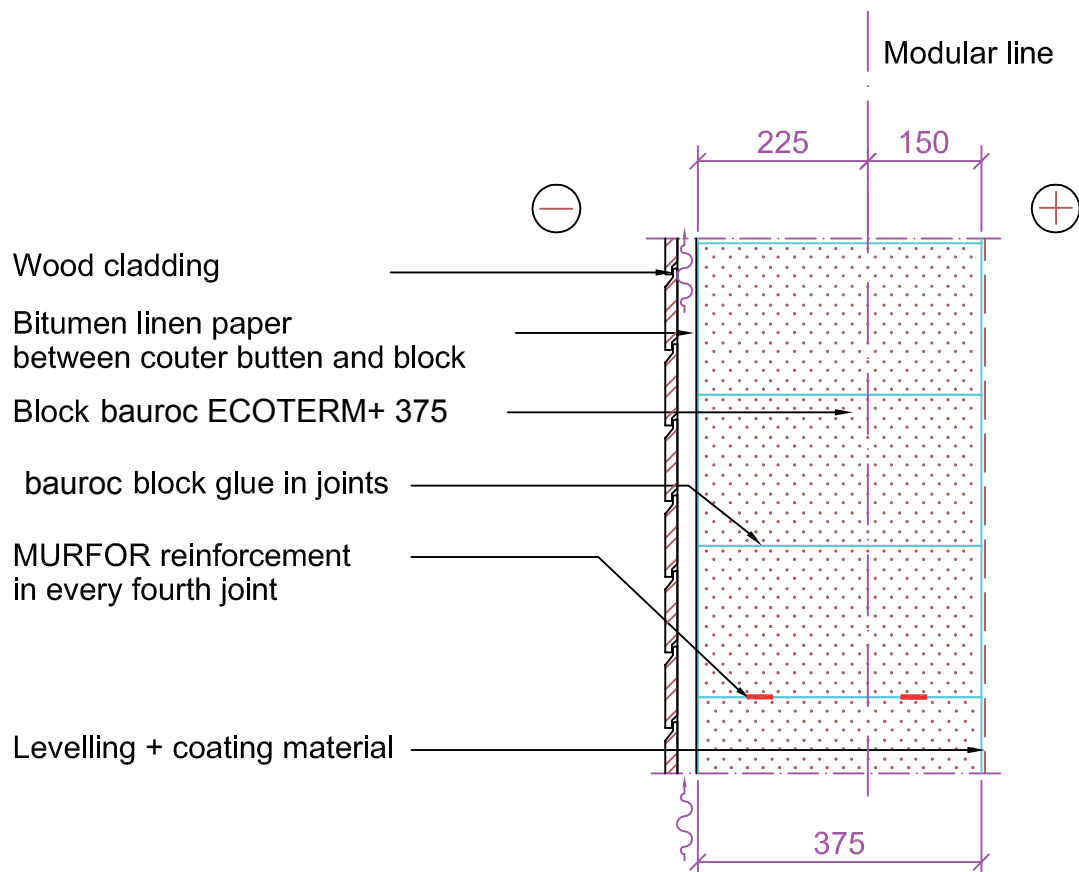 Modular line
225
150
Wood cladding
Bitumen linen paper
between couter butten and block
Block bauroc ECOTERM+ 375
bauroc block glue in joints
MURFOR reinforcement
in every fourth joint
Levelling + coating material
375